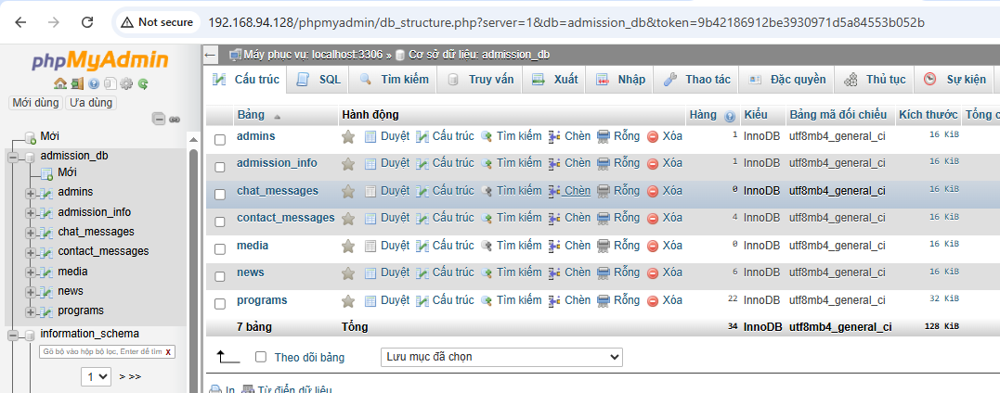 Not secure 192.168.94.128/phpmyadmin/db_structure.php?server=1&db=admission_db&token=9b42186912be3930971d5a84553b052b
phpMyAdmin
Mới dùng Ưa dùng
Mới
admission_db
Mới
admins
admission_info
chat_messages
contact_messages
media
news
programs
information_schema
Gõ bộ vào hộp bộ lọc, Enter để tìm X
1 > >>
Máy phục vụ: localhost:3306 » Cơ sở dữ liệu: admission_db
Cấu trúc SQL Tìm kiếm Truy vấn Xuất Nhập Thao tác Đặc quyền Thủ tục Sự kiện
Bảng Hành động Hàng Kiểu Bảng mã đối chiếu Kích thước Tổng c
admins Duyệt Cấu trúc Tìm kiếm Chèn Rỗng Xóa 1 InnoDB utf8mb4_general_ci 16 KiB
admission_info Duyệt Cấu trúc Tìm kiếm Chèn Rỗng Xóa 1 InnoDB utf8mb4_general_ci 16 KiB
chat_messages Duyệt Cấu trúc Tìm kiếm Chèn Rỗng Xóa 0 InnoDB utf8mb4_general_ci 16 KiB
contact_messages Duyệt Cấu trúc Tìm kiếm Chèn Rỗng Xóa 4 InnoDB utf8mb4_general_ci 16 KiB
media Duyệt Cấu trúc Tìm kiếm Chèn Rỗng Xóa 0 InnoDB utf8mb4_general_ci 16 KiB
news Duyệt Cấu trúc Tìm kiếm Chèn Rỗng Xóa 6 InnoDB utf8mb4_general_ci 16 KiB
programs Duyệt Cấu trúc Tìm kiếm Chèn Rỗng Xóa 22 InnoDB utf8mb4_general_ci 32 KiB
7 bảng Tổng 34 InnoDB utf8mb4_general_ci 128 KiB
Theo dõi bảng Lưu mục đã chọn
In Từ điển dữ liệu